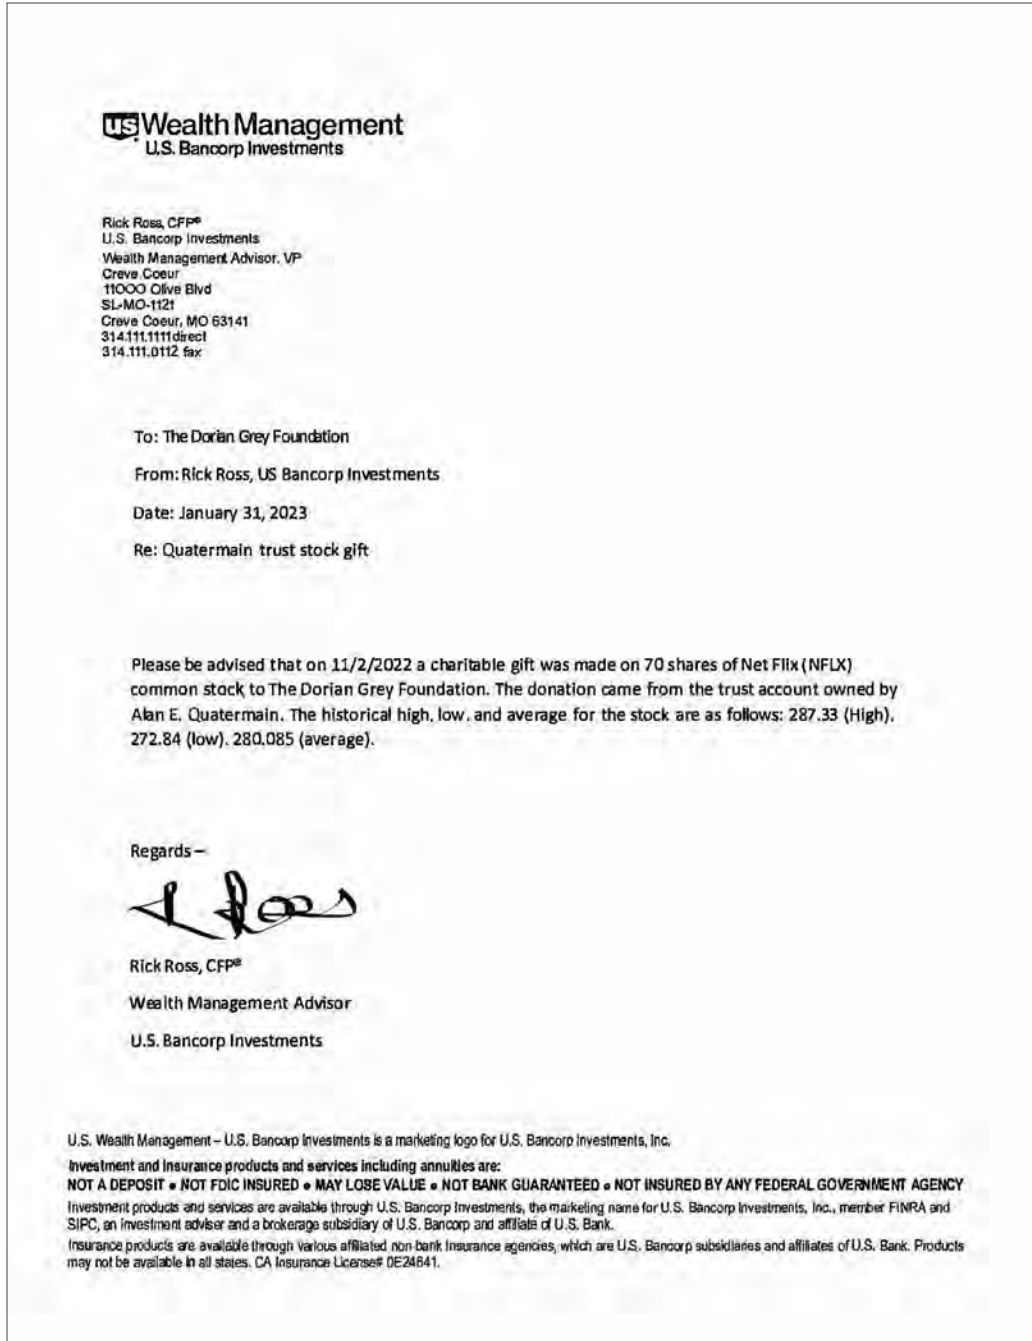 US Wealth Management
U.S. Bancorp Investments
Rick Ross, CFP®
U.S. Bancorp Investments
Wealth Management Advisor. VP
Creve Coeur
11000 Olive Blvd
SL-MO-1121
Creve Coeur, MO 63141
314.111.1111direct
314.111.0112 fax
To: The Dorian Grey Foundation
From: Rick Ross, US Bancorp Investments
Date: January 31, 2023
Re: Quatermain trust stock gift
Please be advised that on 11/2/2022 a charitable gift was made on 70 shares of Net Flix (NFLX)
common stock to The Dorian Grey Foundation. The donation came from the trust account owned by
Alan E. Quatermain. The historical high, low. and average for the stock are as follows: 287.33 (High).
272.84 (low). 280.085 (average).
Regards –
R Ross
Rick Ross, CFP®
Wealth Management Advisor
U.S. Bancorp Investments
U.S. Wealth Management – U.S. Bancorp Investments is a marketing logo for U.S. Bancorp Investments, Inc.
Investment and Insurance products and services including annuities are:
NOT A DEPOSIT • NOT FDIC INSURED • MAY LOSE VALUE • NOT BANK GUARANTEED • NOT INSURED BY ANY FEDERAL GOVERNMENT AGENCY
Investment products and services are available through U.S. Bancorp Investments, the marketing name for U.S. Bancorp Investments, Inc., member FINRA and
SIPC, an investment adviser and a brokerage subsidiary of U.S. Bancorp and affiliate of U.S. Bank.
Insurance products are available through various affiliated non-bank Insurance agencies, which are U.S. Bancorp subsidiaries and affiliates of U.S. Bank. Products
may not be available in all states. CA Insurance License# 0E24641.